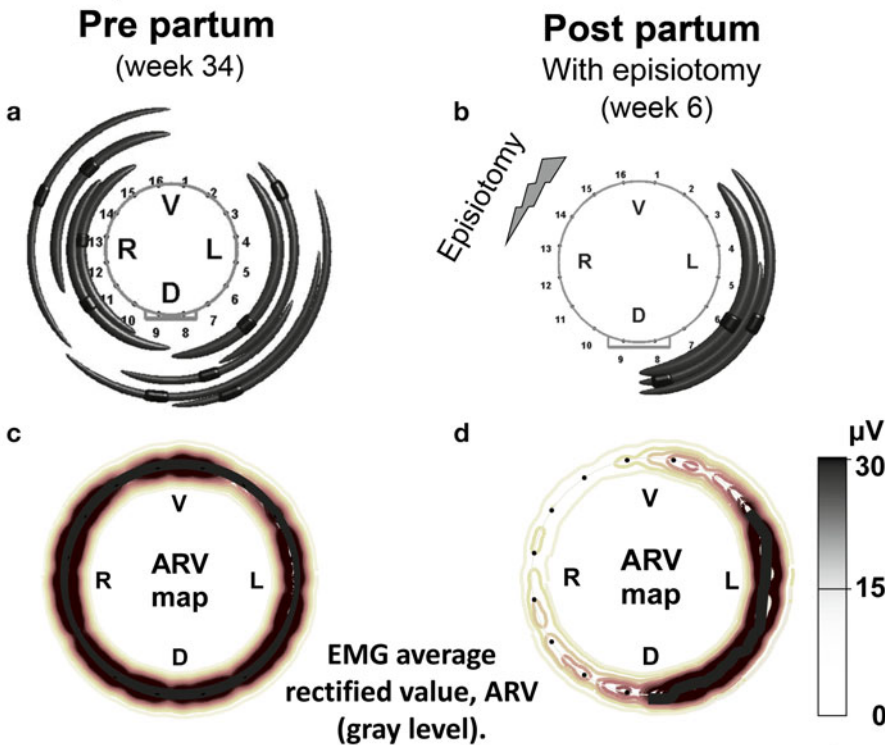 Pre partum
(week 34)
Post partum
With episiotomy
(week 6)
a
16 1
15 2
V
14 3
13 R L 4
12 5
D
11 6
10 9 8 7
b
Episiotomy
16 1
15 2
V
14 3
13 4
R L
12 5
D 6
11
10 9 8 7
c
V
R ARV L
map
D
d
V
R ARV L
map
D
EMG average
rectified value, ARV
(gray level).
μV
30
15
0